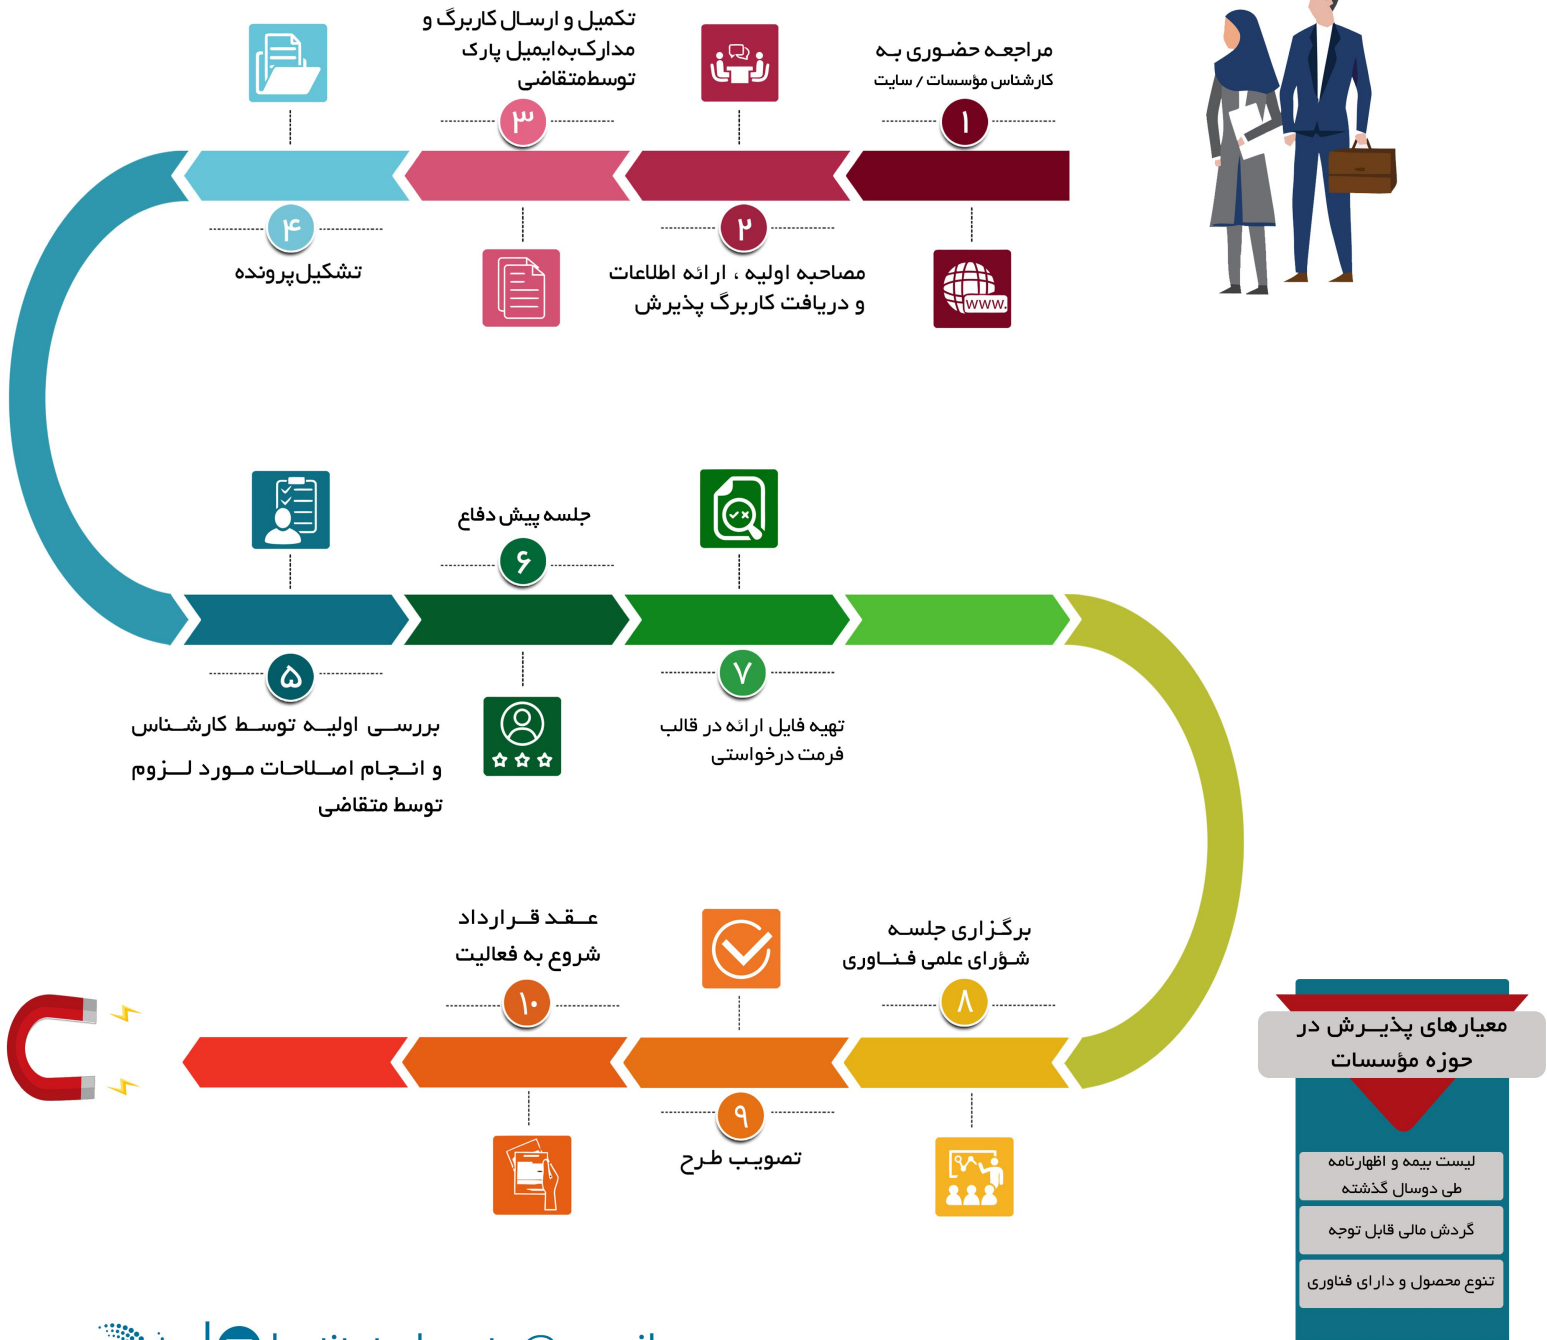 مراجعه حضوری به
کارشناس مؤسسات / سایت
۱
www.
۲
مصاحبه اولیه ، ارائه اطلاعات
و دریافت کاربرگ پذیرش
تکمیل و ارسال کاربرگ و
مدارک به ایمیل پارک
توسط متقاضی
۳
۴
تشکیل پرونده
۵
بررسی اولیه توسط کارشناس
و انجام اصلاحات مورد لزوم
توسط متقاضی
جلسه پیش دفاع
۶
۷
تهیه فایل ارائه در قالب
فرمت درخواستی
برگزاری جلسه
شؤرای علمی فناوری
۸
۹
تصویب طرح
عقد قرارداد
شروع به فعالیت
۱۰
معیارهای پذیرش در
حوزه مؤسسات
لیست بیمه و اظهارنامه
طی دوسال گذشته
گردش مالی قابل توجه
تنوع محصول و دارای فناوری